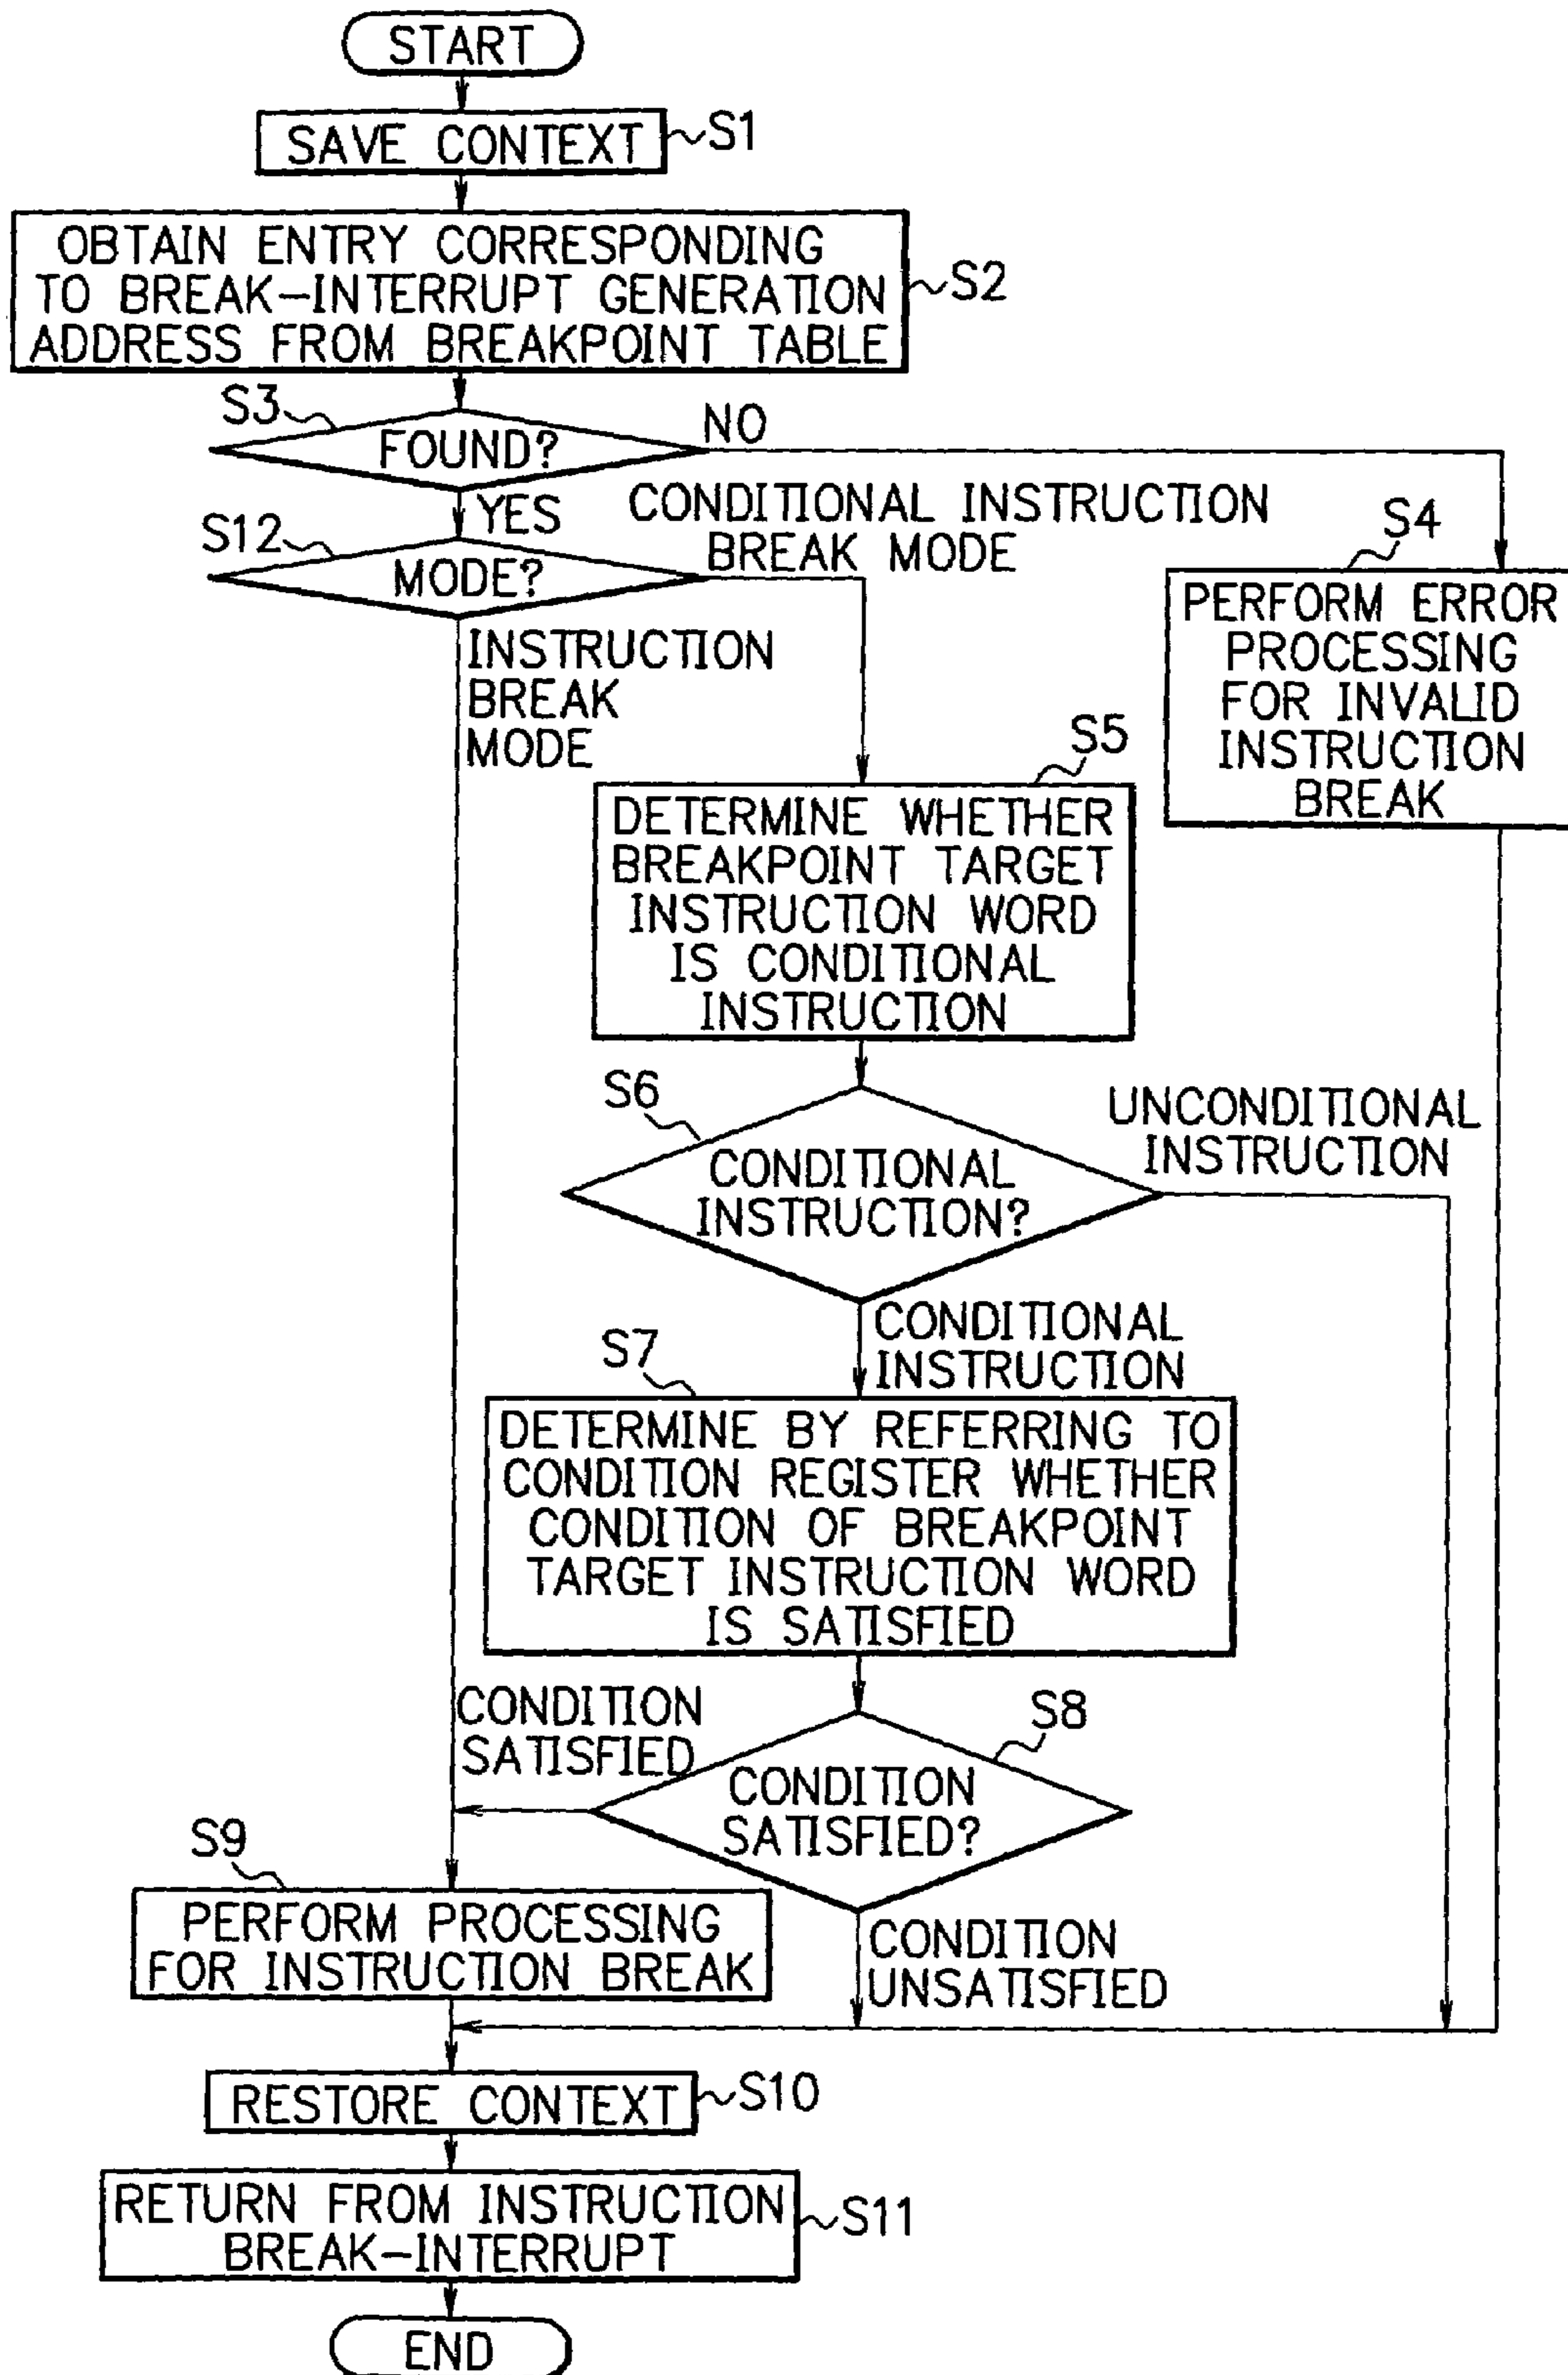 START
SAVE CONTEXT
S1
OBTAIN ENTRY CORRESPONDING
TO BREAK-INTERRUPT GENERATION
ADDRESS FROM BREAKPOINT TABLE
S2
S3
FOUND?
NO
YES
S12
MODE?
CONDITIONAL INSTRUCTION
BREAK MODE
INSTRUCTION
BREAK
MODE
S4
PERFORM ERROR
PROCESSING
FOR INVALID
INSTRUCTION
BREAK
S5
DETERMINE WHETHER
BREAKPOINT TARGET
INSTRUCTION WORD
IS CONDITIONAL
INSTRUCTION
S6
CONDITIONAL
INSTRUCTION?
UNCONDITIONAL
INSTRUCTION
CONDITIONAL
INSTRUCTION
S7
DETERMINE BY REFERRING TO
CONDITION REGISTER WHETHER
CONDITION OF BREAKPOINT
TARGET INSTRUCTION WORD
IS SATISFIED
CONDITION
SATISFIED
S8
CONDITION
SATISFIED?
S9
PERFORM PROCESSING
FOR INSTRUCTION BREAK
CONDITION
UNSATISFIED
RESTORE CONTEXT
S10
RETURN FROM INSTRUCTION
BREAK-INTERRUPT
S11
END